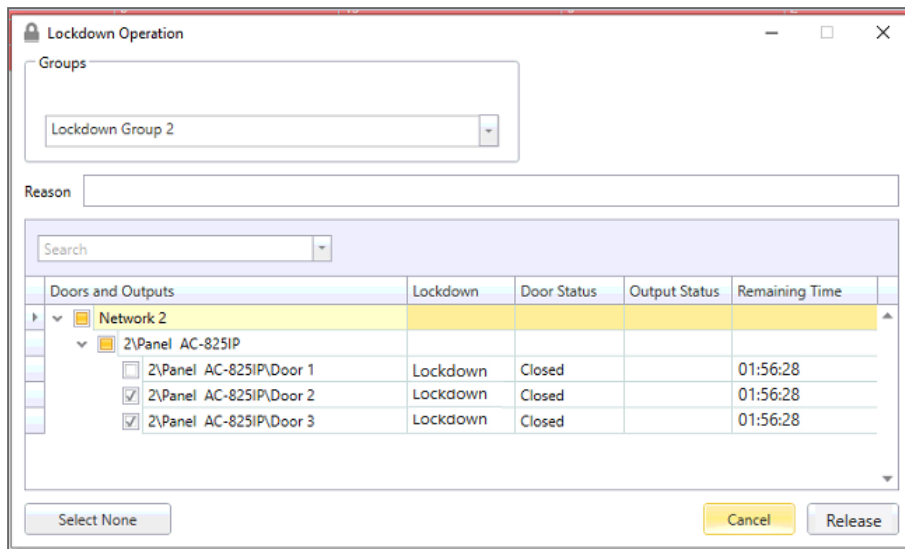 Lockdown Operation
Groups
Lockdown Group 2
Reason
Search
Doors and Outputs Lockdown Door Status Output Status Remaining Time
Network 2
2\Panel AC-825IP
2\Panel AC-825IP\Door 1 Lockdown Closed 01:56:28
2\Panel AC-825IP\Door 2 Lockdown Closed 01:56:28
2\Panel AC-825IP\Door 3 Lockdown Closed 01:56:28
Select None Cancel Release